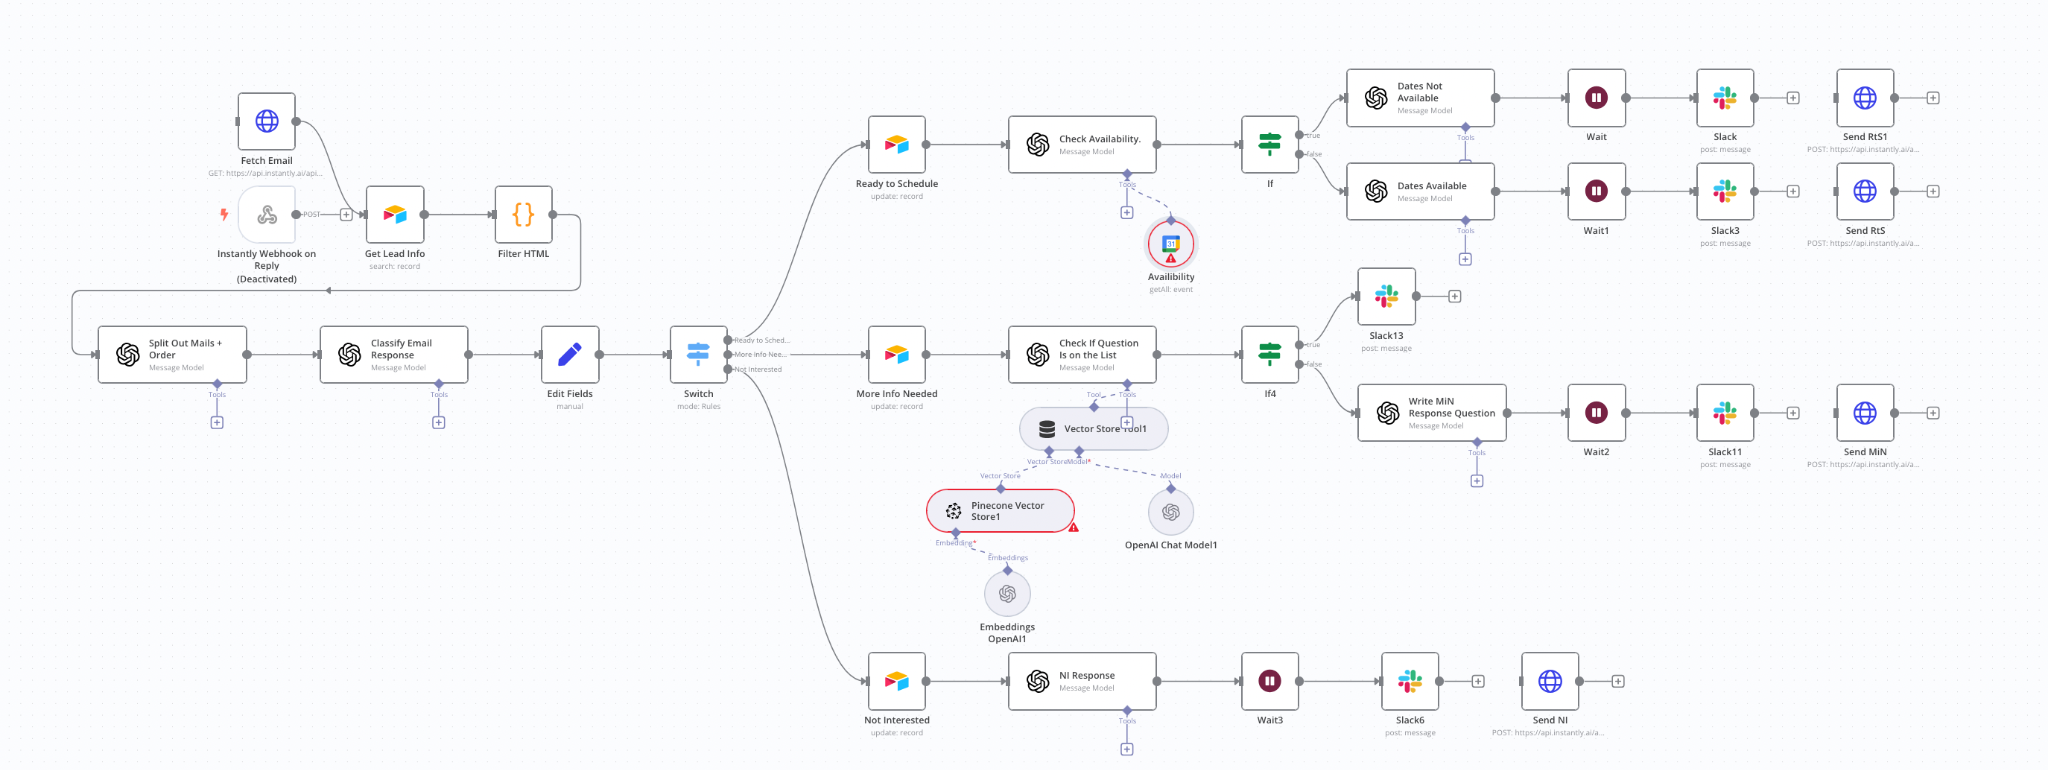 Fetch Email
GET: https://api.instantly.ai/api...
POST
Instantly Webhook on
Reply
(Deactivated)
Get Lead Info
search: record
Filter HTML
Split Out Mails +
Order
Message Model
Tools
Classify Email
Response
Message Model
Tools
Edit Fields
manual
Switch
mode: Rules
Ready to Sched...
More Info Nee...
Not Interested
Ready to Schedule
update: record
Check Availability.
Message Model
Tools
31
Availibility
getAll: event
If
true
false
Dates Not
Available
Message Model
Tools
Wait
Slack
post: message
Send RtS1
POST: https://api.instantly.ai/a...
Dates Available
Message Model
Tools
Wait1
Slack3
post: message
Send RtS
POST: https://api.instantly.ai/a...
More Info Needed
update: record
Check If Question
Is on the List
Message Model
Tool
Tools
Vector Store Tool1
Vector Store
Model*
Vector Store
Model
Pinecone Vector
Store1
Embedding*
Embeddings
Embeddings
OpenAI1
OpenAI Chat Model1
If4
true
false
Slack13
post: message
Write MiN
Response Question
Message Model
Tools
Wait2
Slack11
post: message
Send MiN
POST: https://api.instantly.ai/a...
Not Interested
update: record
NI Response
Message Model
Tools
Wait3
Slack6
post: message
Send NI
POST: https://api.instantly.ai/a...